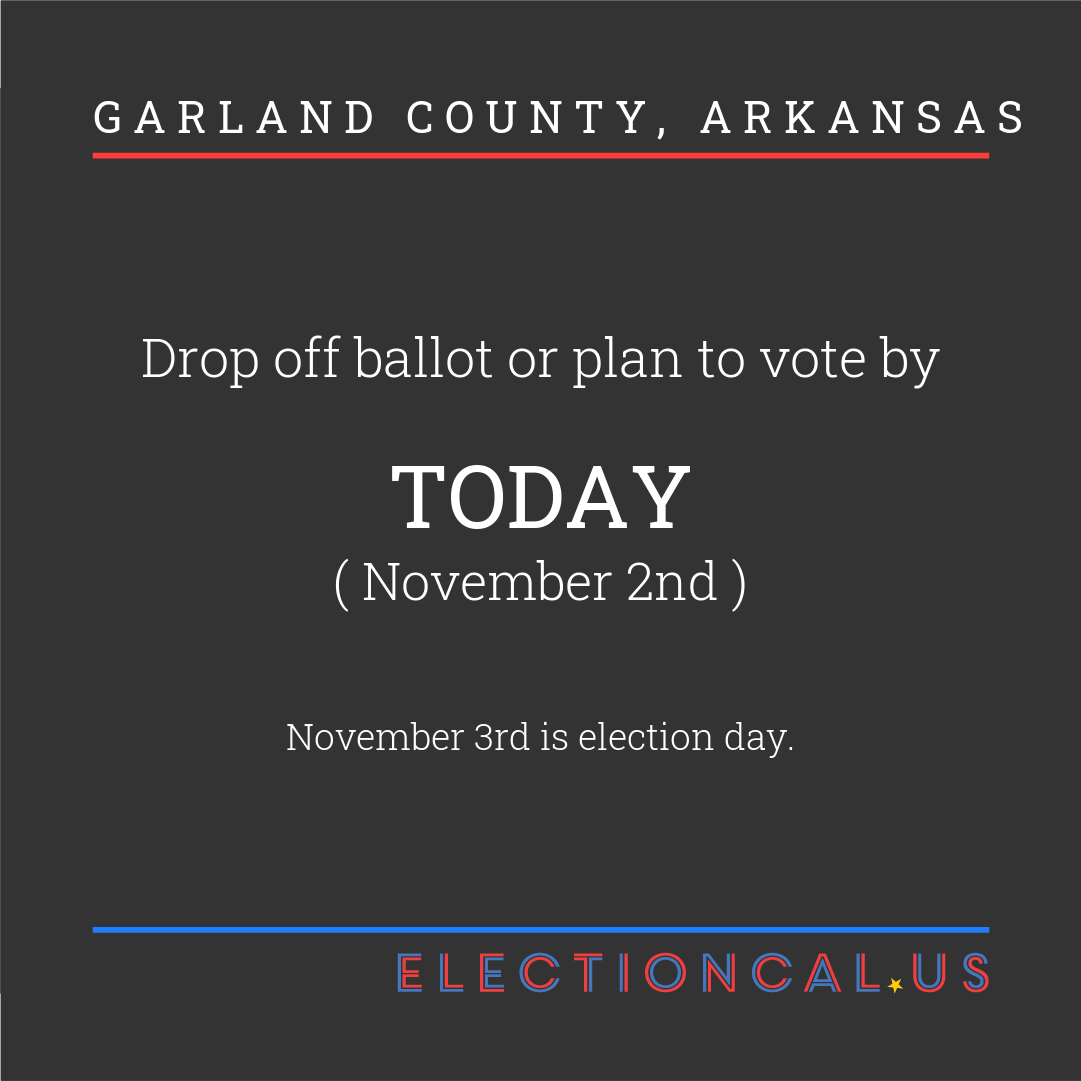 GARLAND COUNTY, ARKANSAS
Drop off ballot or plan to vote by
TODAY
( November 2nd )
November 3rd is election day.
ELECTIONCAL.US